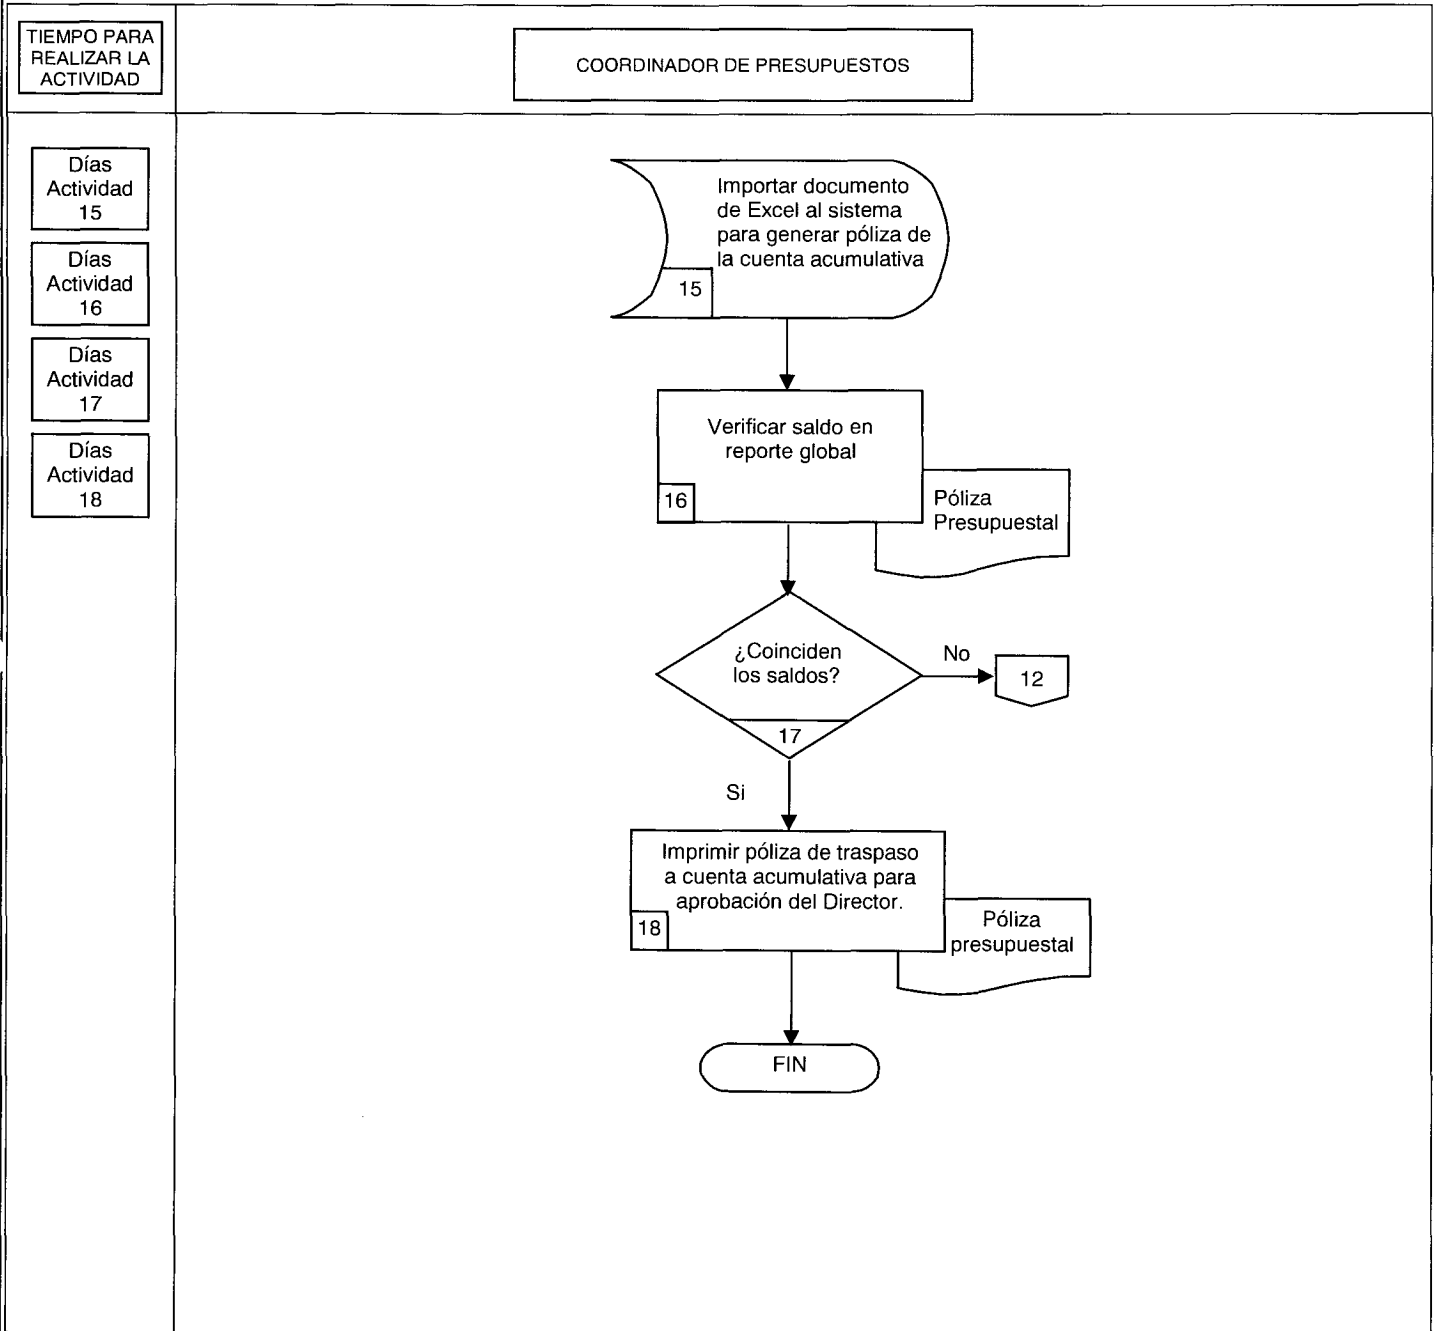 TIEMPO PARA
REALIZAR LA
ACTIVIDAD
COORDINADOR DE PRESUPUESTOS
Días
Actividad
15
Días
Actividad
16
Días
Actividad
17
Días
Actividad
18
Importar documento
de Excel al sistema
para generar póliza de
la cuenta acumulativa
15
Verificar saldo en
reporte global
16
Póliza
Presupuestal
¿Coinciden
los saldos?
17
No
12
Si
Imprimir póliza de traspaso
a cuenta acumulativa para
aprobación del Director.
18
Póliza
presupuestal
FIN